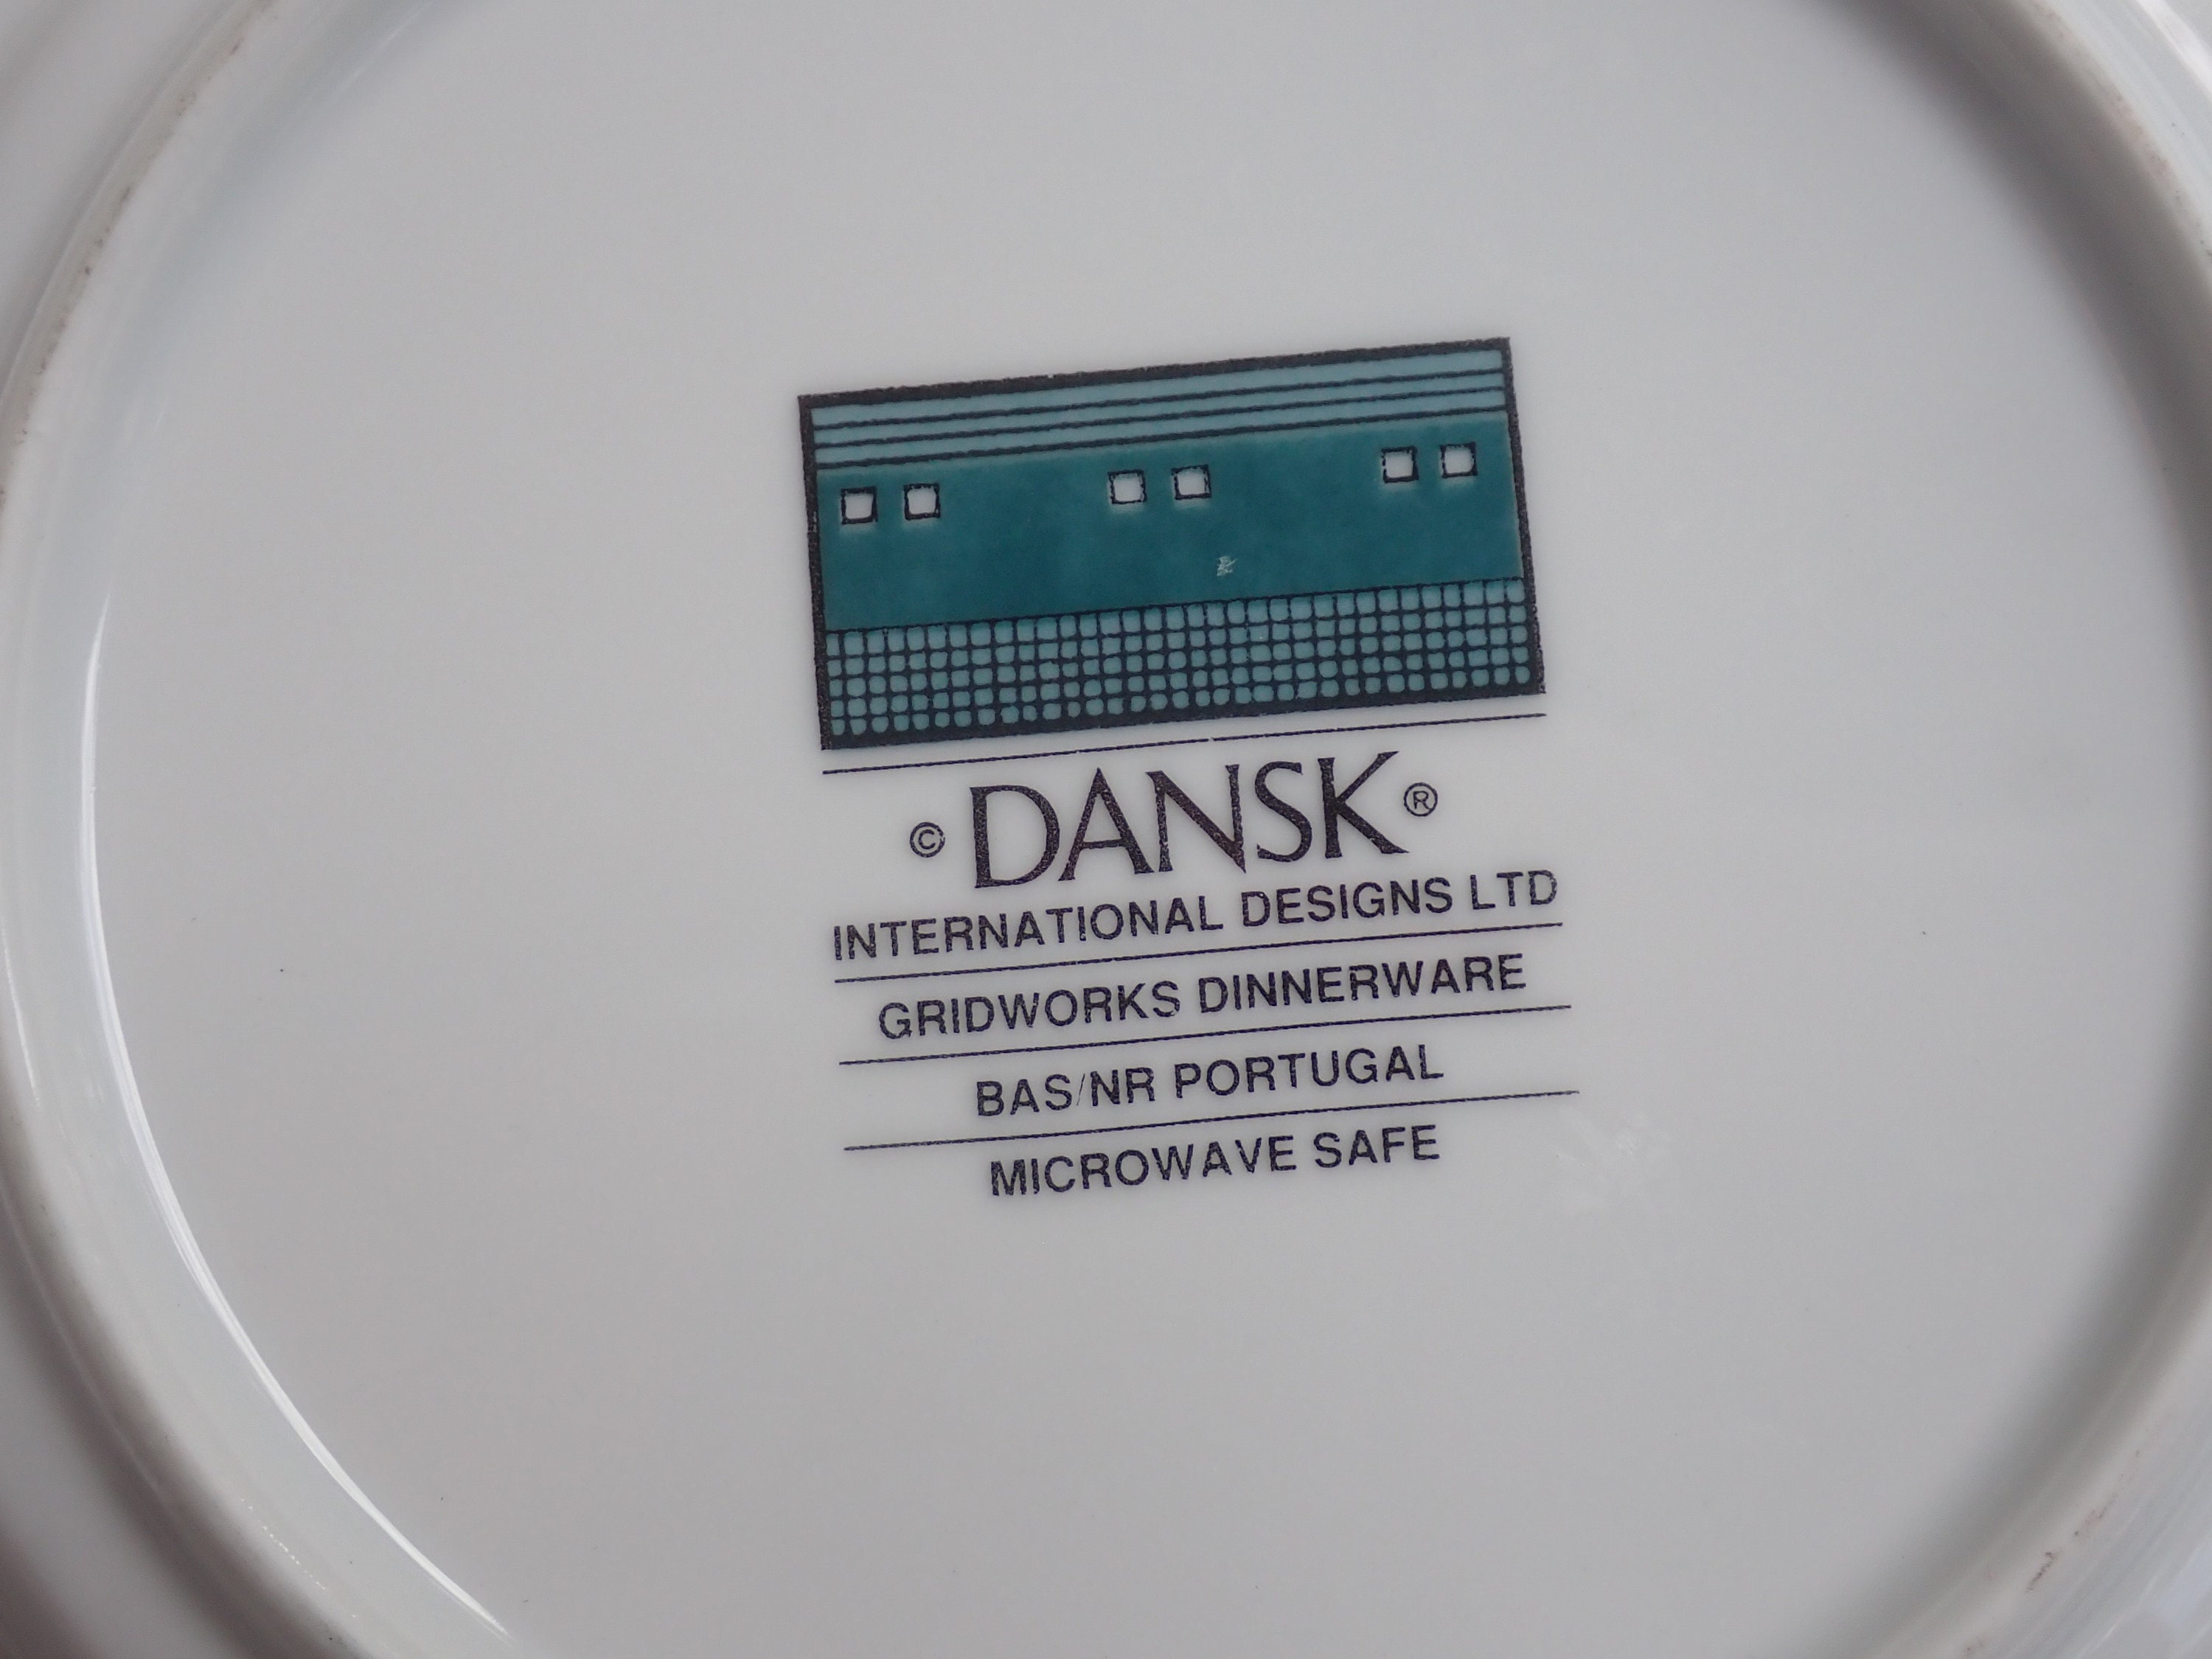 © DANSK ®
INTERNATIONAL DESIGNS LTD
GRIDWORKS DINNERWARE
BAS/NR PORTUGAL
MICROWAVE SAFE